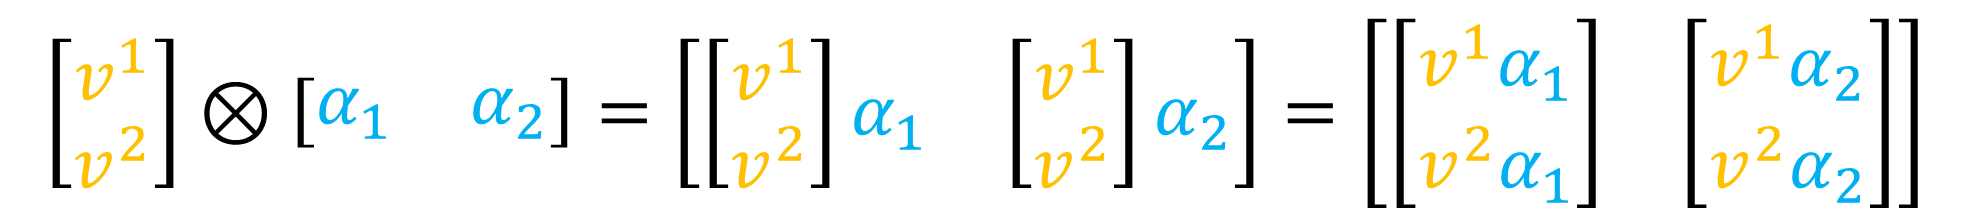 [v¹ v²] ⊗ [α₁ α₂] = [[v¹ v²] α₁ [v¹ v²] α₂] = [[v¹α₁ v²α₁] [v¹α₂ v²α₂]]